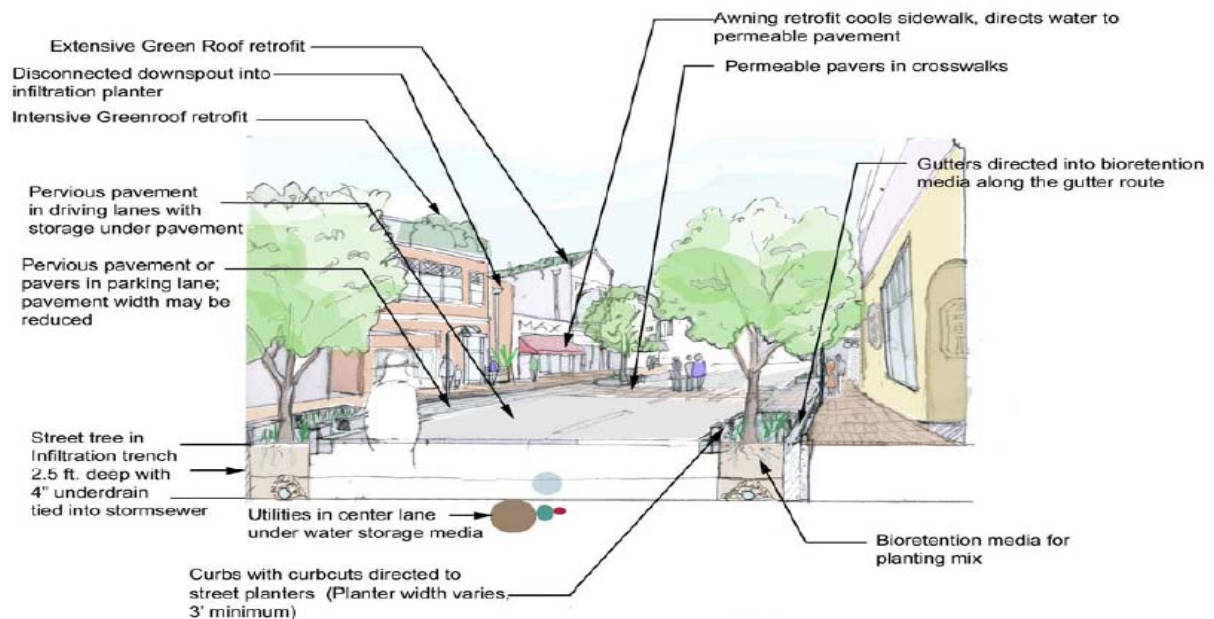 Extensive Green Roof retrofit
Disconnected downspout into
infiltration planter
Intensive Greenroof retrofit
Pervious pavement
in driving lanes with
storage under pavement
Pervious pavement or
pavers in parking lane;
pavement width may be
reduced
Street tree in
Infiltration trench
2.5 ft. deep with
4" underdrain
tied into stormsewer
Utilities in center lane
under water storage media
Curbs with curbcuts directed to
street planters (Planter width varies,
3' minimum)
Awning retrofit cools sidewalk, directs water to
permeable pavement
Permeable pavers in crosswalks
Gutters directed into bioretention
media along the gutter route
Bioretention media for
planting mix
MAX